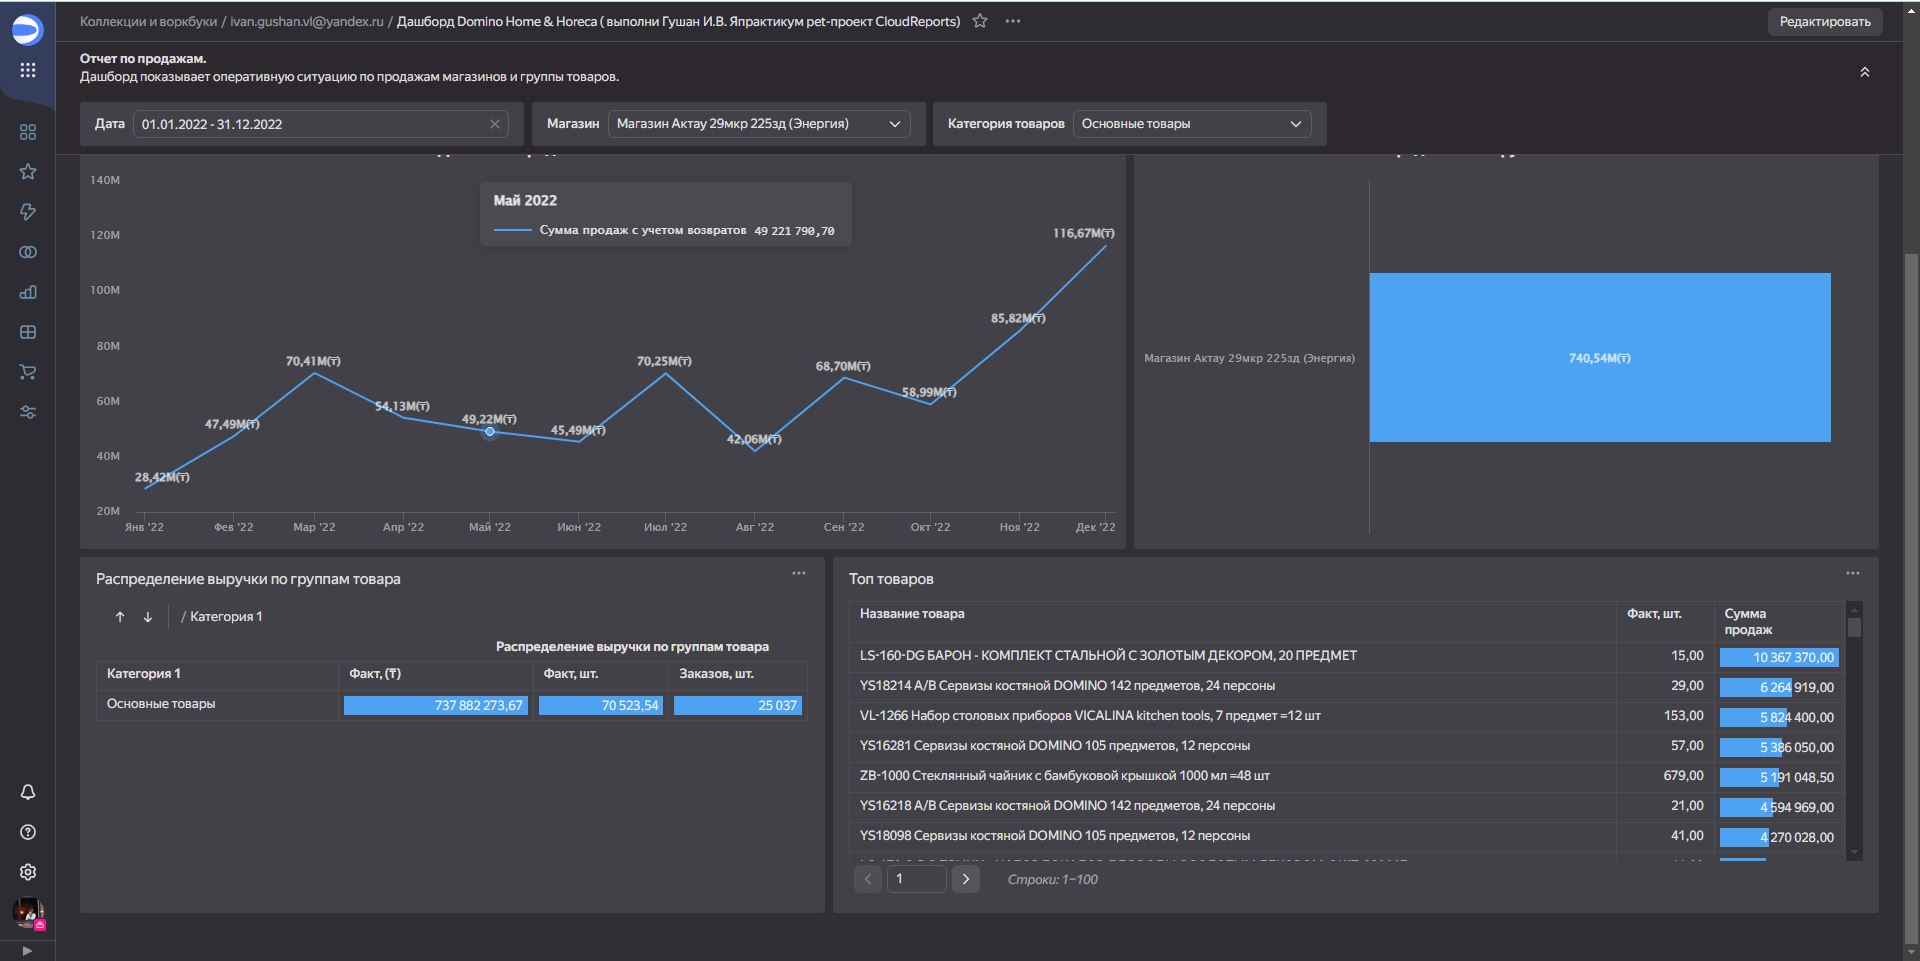 Коллекции и воркбуки / ivan.gushan.vl@yandex.ru / Дашборд Domino Home & Horeca ( выполни Гушан И.В. Япрактикум pet-проект CloudReports)
Редактировать
Отчет по продажам.
Дашборд показывает оперативную ситуацию по продажам магазинов и группы товаров.
Дата 01.01.2022 - 31.12.2022
Магазин Магазин Актау 29мкр 225зд (Энергия)
Категория товаров Основные товары
140M
120M
100M
80M
60M
40M
20M
Май 2022
Сумма продаж с учетом возвратов 49 221 790,70
28,42M(₸)
47,49M(₸)
70,41M(₸)
54,13M(₸)
49,22M(₸)
45,49M(₸)
70,25M(₸)
42,06M(₸)
68,70M(₸)
58,99M(₸)
85,82M(₸)
116,67M(₸)
Янв '22 Фев '22 Мар '22 Апр '22 Май '22 Июн '22 Июл '22 Авг '22 Сен '22 Окт '22 Ноя '22 Дек '22
Магазин Актау 29мкр 225зд (Энергия)
740,54M(₸)
Распределение выручки по группам товара
/ Категория 1
Распределение выручки по группам товара
Категория 1 Факт, (₸) Факт, шт. Заказов, шт.
Основные товары 737 882 273,67 70 523,54 25 037
Топ товаров
Название товара Факт, шт. Сумма продаж
LS-160-DG БАРОН - КОМПЛЕКТ СТАЛЬНОЙ С ЗОЛОТЫМ ДЕКОРОМ, 20 ПРЕДМЕТ 15,00 10 367 370,00
YS18214 A/B Сервизы костяной DOMINO 142 предметов, 24 персоны 29,00 6 264 919,00
VL-1266 Набор столовых приборов VICALINA kitchen tools, 7 предмет =12 шт 153,00 5 824 400,00
YS16281 Сервизы костяной DOMINO 105 предметов, 12 персоны 57,00 5 386 050,00
ZB-1000 Стеклянный чайник с бамбуковой крышкой 1000 мл =48 шт 679,00 5 191 048,50
YS16218 A/B Сервизы костяной DOMINO 142 предметов, 24 персоны 21,00 4 594 969,00
YS18098 Сервизы костяной DOMINO 105 предметов, 12 персоны 41,00 4 270 028,00
1
Строки: 1–100